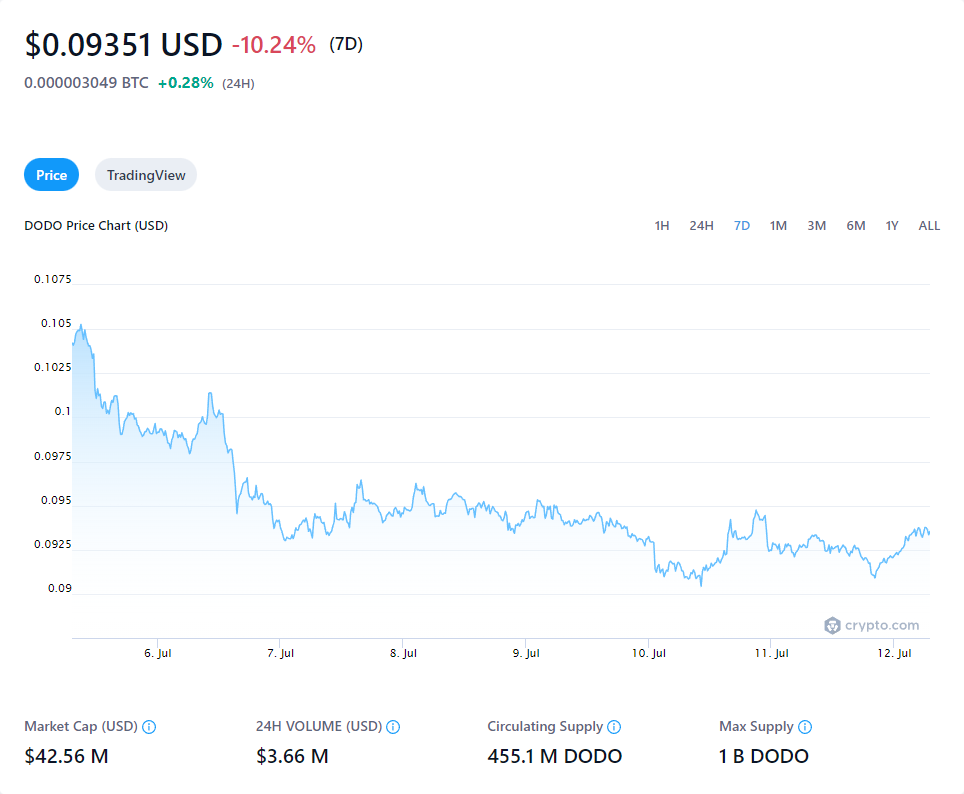 $0.09351 USD -10.24% (7D)
0.000003049 BTC +0.28% (24H)
Price TradingView
DODO Price Chart (USD) 1H 24H 7D 1M 3M 6M 1Y ALL
0.1075
0.105
0.1025
0.1
0.0975
0.095
0.0925
0.09
crypto.com
6. Jul 7. Jul 8. Jul 9. Jul 10. Jul 11. Jul 12. Jul
Market Cap (USD) 24H VOLUME (USD) Circulating Supply Max Supply
$42.56 M $3.66 M 455.1 M DODO 1 B DODO